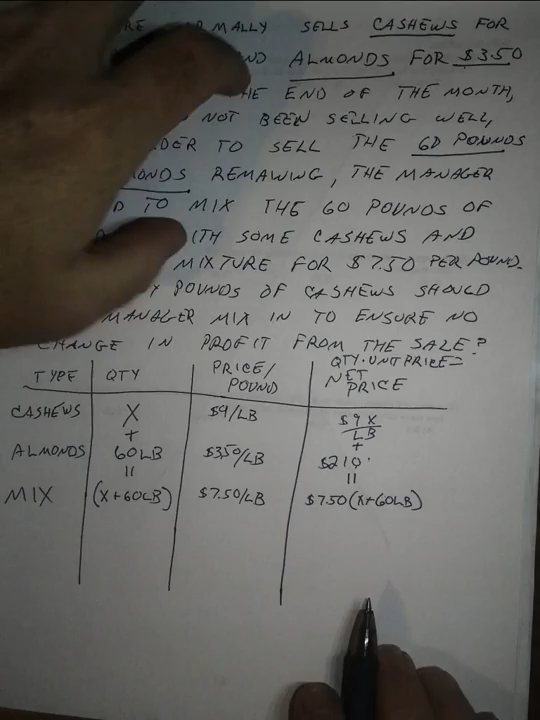 RMALLY SELLS CASHEWS FOR
ALMONDS FOR $3.50
HE END OF THE MONTH,
NOT BEEN SELLING WELL,
DER TO SELL THE 60 POUNDS
ONDS REMAINING, THE MANAGER
D TO MIX THE 60 POUNDS OF
ITH SOME CASHEWS AND
MIXTURE FOR $7.50 PER POUND.
Y POUNDS OF CASHEWS SHOULD
MANAGER MIX IN TO ENSURE NO
CHANGE IN PROFIT FROM THE SALE?
TYPE QTY PRICE/POUND QTY·UNIT PRICE = NET PRICE
CASHEWS X $9/LB $9X/LB
+ +
ALMONDS 60LB $3.50/LB $210
= =
MIX (X+60LB) $7.50/LB $7.50(X+60LB)